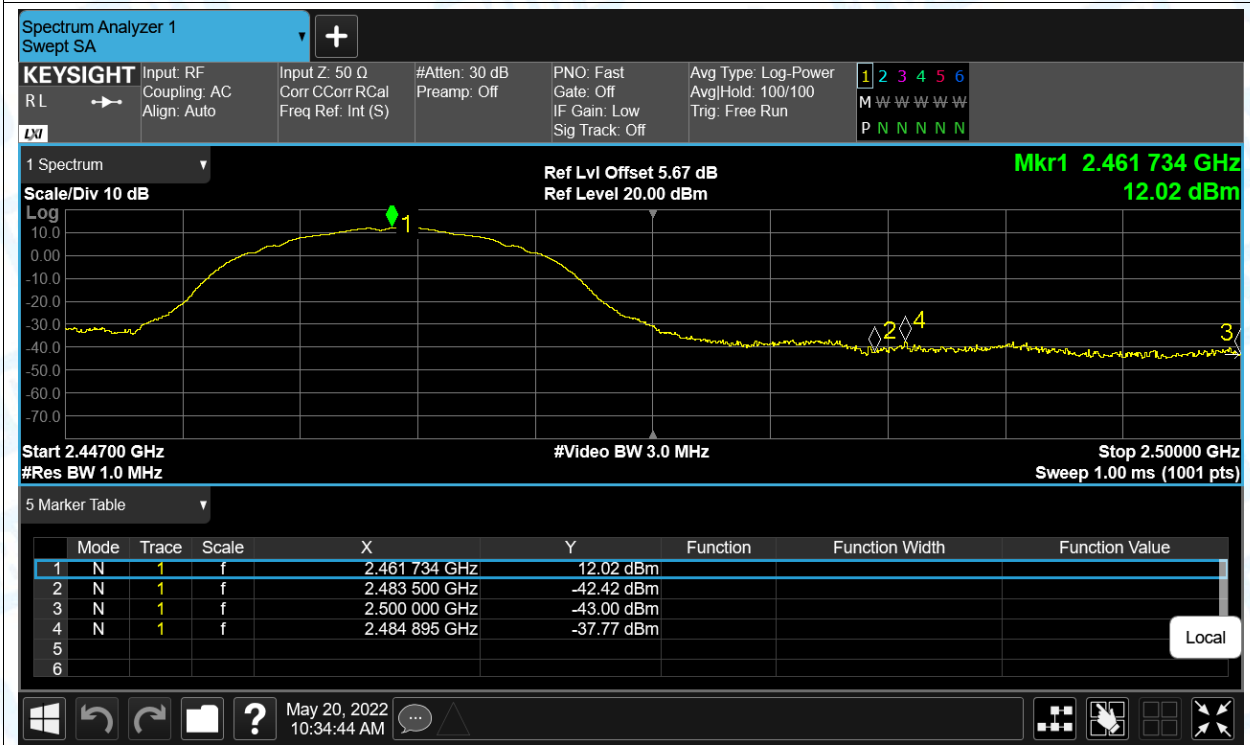 Spectrum Analyzer 1
Swept SA
KEYSIGHT
R L
LXI
Input: RF
Coupling: AC
Align: Auto
Input Z: 50 Ω
Corr CCorr RCal
Freq Ref: Int (S)
#Atten: 30 dB
Preamp: Off
PNO: Fast
Gate: Off
IF Gain: Low
Sig Track: Off
Avg Type: Log-Power
Avg|Hold: 100/100
Trig: Free Run
1 2 3 4 5 6
M W W W W W
P N N N N N
1 Spectrum
Scale/Div 10 dB
Ref Lvl Offset 5.67 dB
Ref Level 20.00 dBm
Mkr1 2.461 734 GHz
12.02 dBm
Log
10.0
0.00
-10.0
-20.0
-30.0
-40.0
-50.0
-60.0
-70.0
1
2
4
3
Start 2.44700 GHz
#Video BW 3.0 MHz
Stop 2.50000 GHz
#Res BW 1.0 MHz
Sweep 1.00 ms (1001 pts)
5 Marker Table
Mode Trace Scale X Y Function Function Width Function Value
1 N 1 f 2.461 734 GHz 12.02 dBm
2 N 1 f 2.483 500 GHz -42.42 dBm
3 N 1 f 2.500 000 GHz -43.00 dBm
4 N 1 f 2.484 895 GHz -37.77 dBm
5
6
Local
?
May 20, 2022
10:34:44 AM